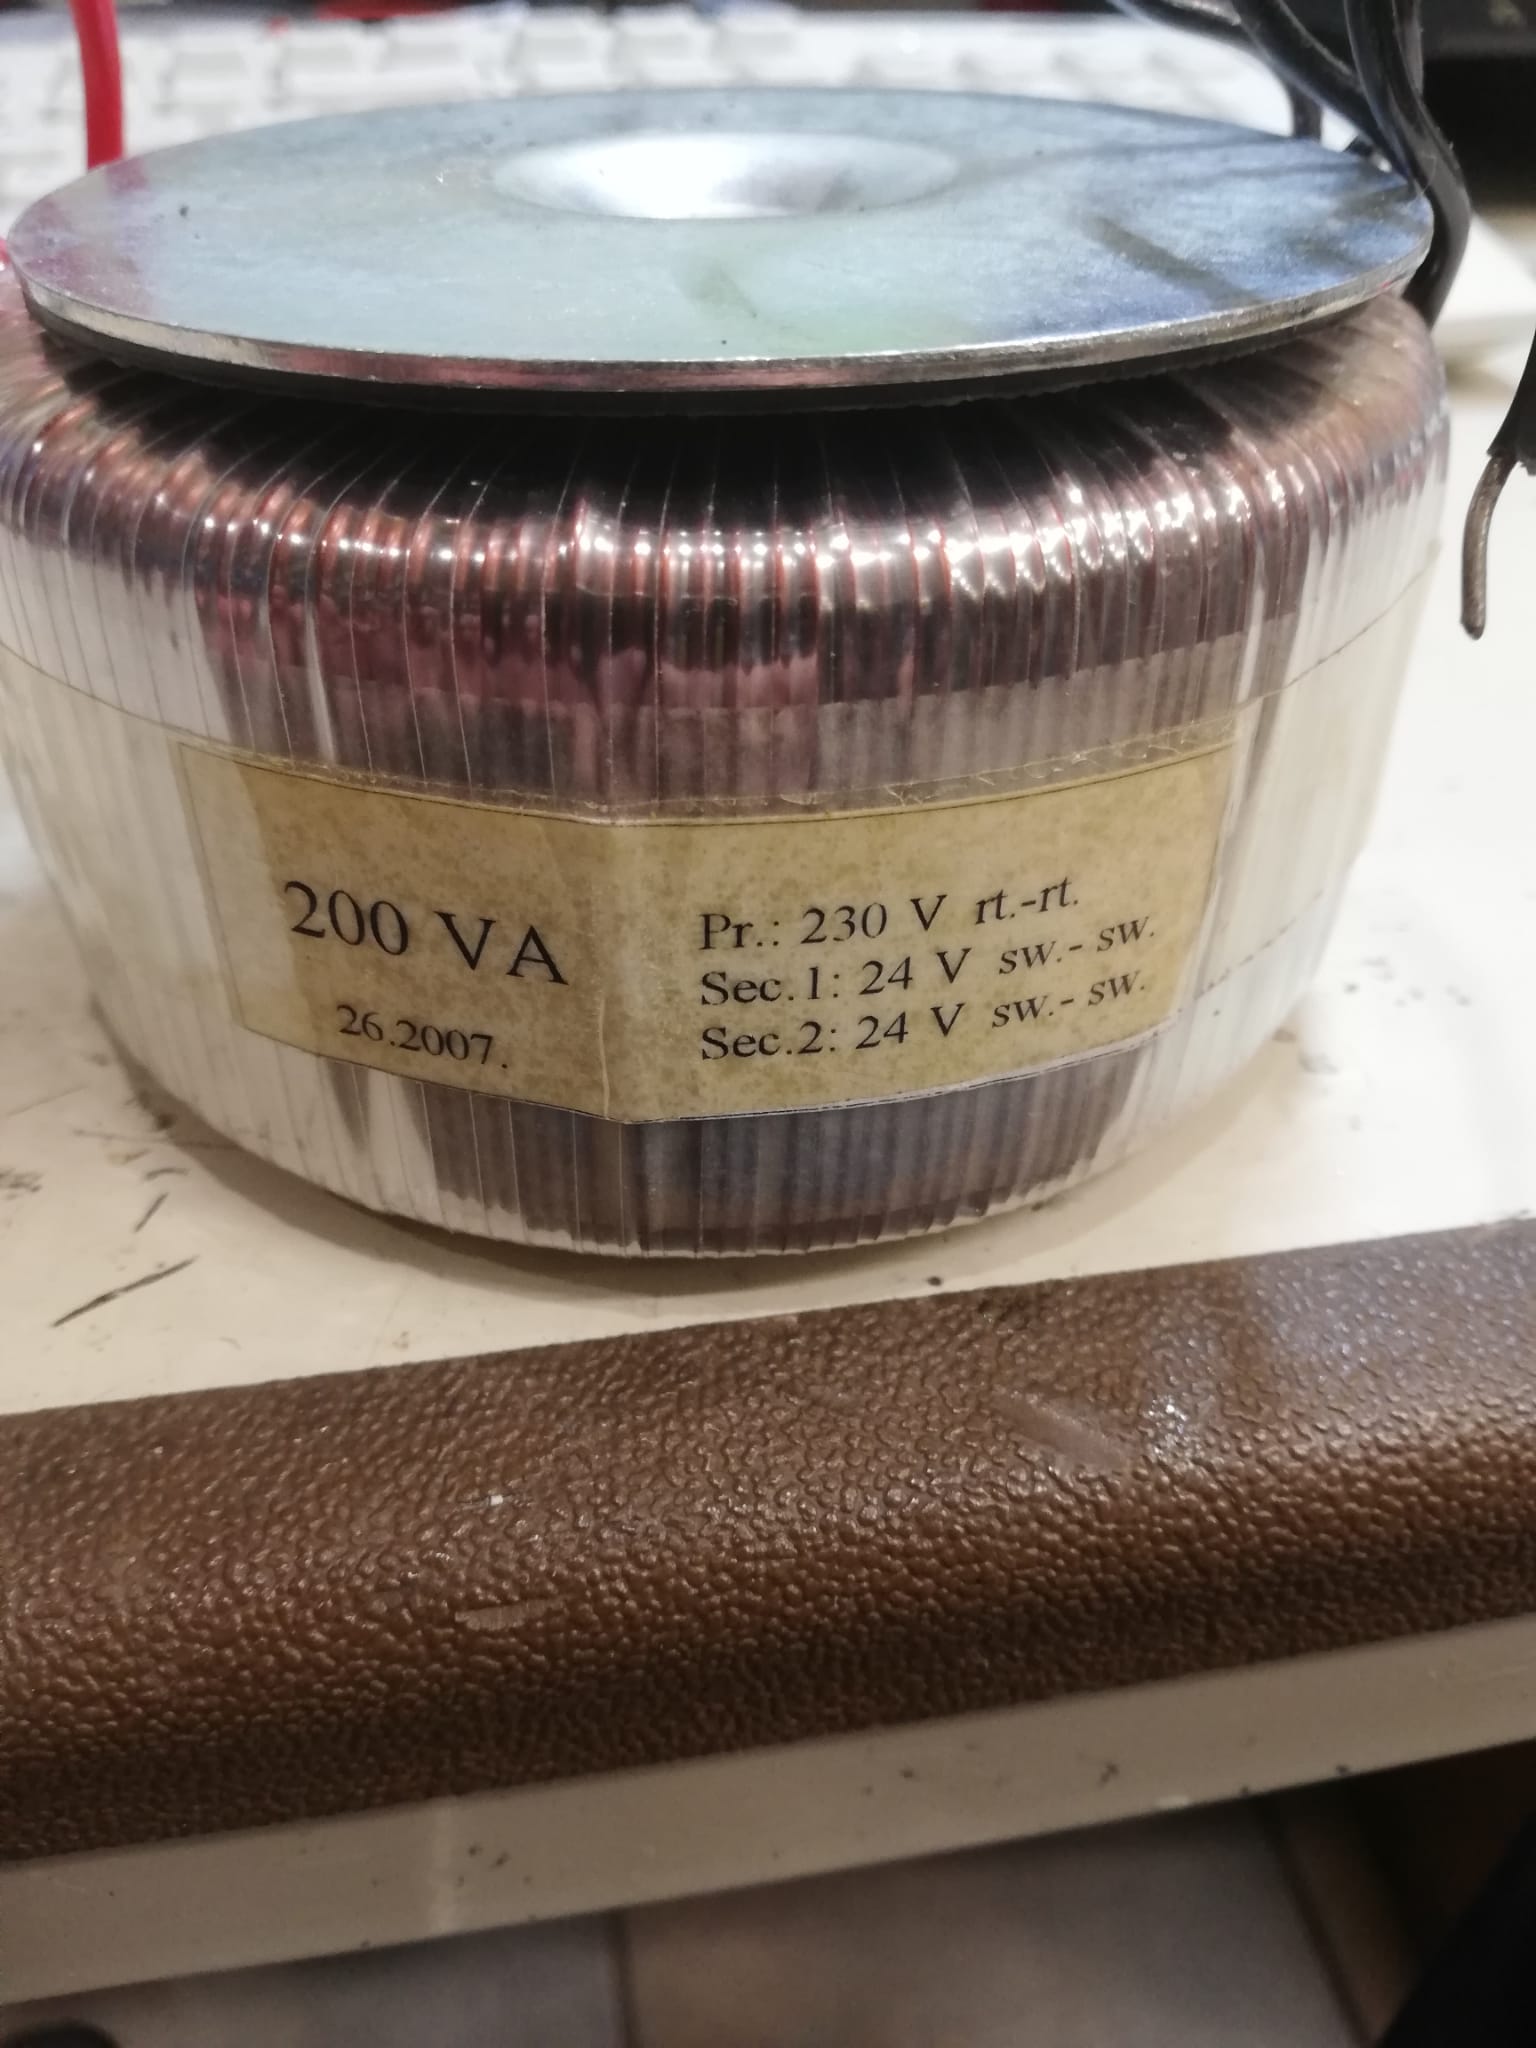 200 VA
26.2007.
Pr.: 230 V rt.-rt.
Sec.1: 24 V sw.- sw.
Sec.2: 24 V sw.- sw.